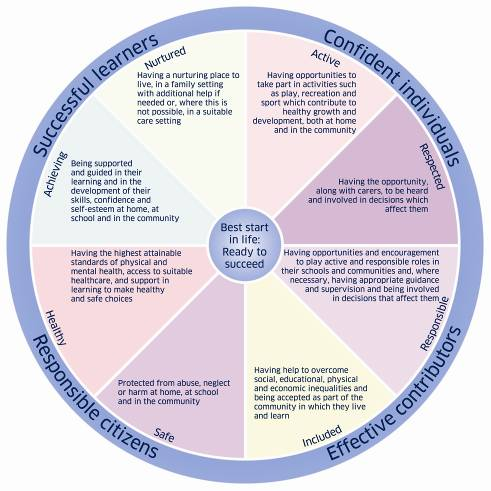 Successful learners
Confident individuals
Nurtured
Having a nurturing place to
live, in a family setting
with additional help if
needed or, where this is
not possible, in a suitable
care setting
Active
Having opportunities to
take part in activities such
as play, recreation and
sport which contribute to
healthy growth and
development, both at home
and in the community
Achieving
Being supported
and guided in their
learning and in the
development of their
skills, confidence and
self-esteem at home, at
school and in the community
Respected
Having the opportunity,
along with carers, to be heard
and involved in decisions which
affect them
Best start
in life:
Ready to
succeed
Healthy
Having the highest attainable
standards of physical and
mental health, access to suitable
healthcare, and support in
learning to make healthy
and safe choices
Having opportunities and encouragement
to play active and responsible roles in
their schools and communities and, where
necessary, having appropriate guidance
and supervision and being involved
in decisions that affect them
Responsible
Protected from abuse, neglect
or harm at home, at school
and in the community
Safe
Having help to overcome
social, educational, physical
and economic inequalities and
being accepted as part of the
community in which they live
and learn
Included
Responsible citizens
Effective contributors